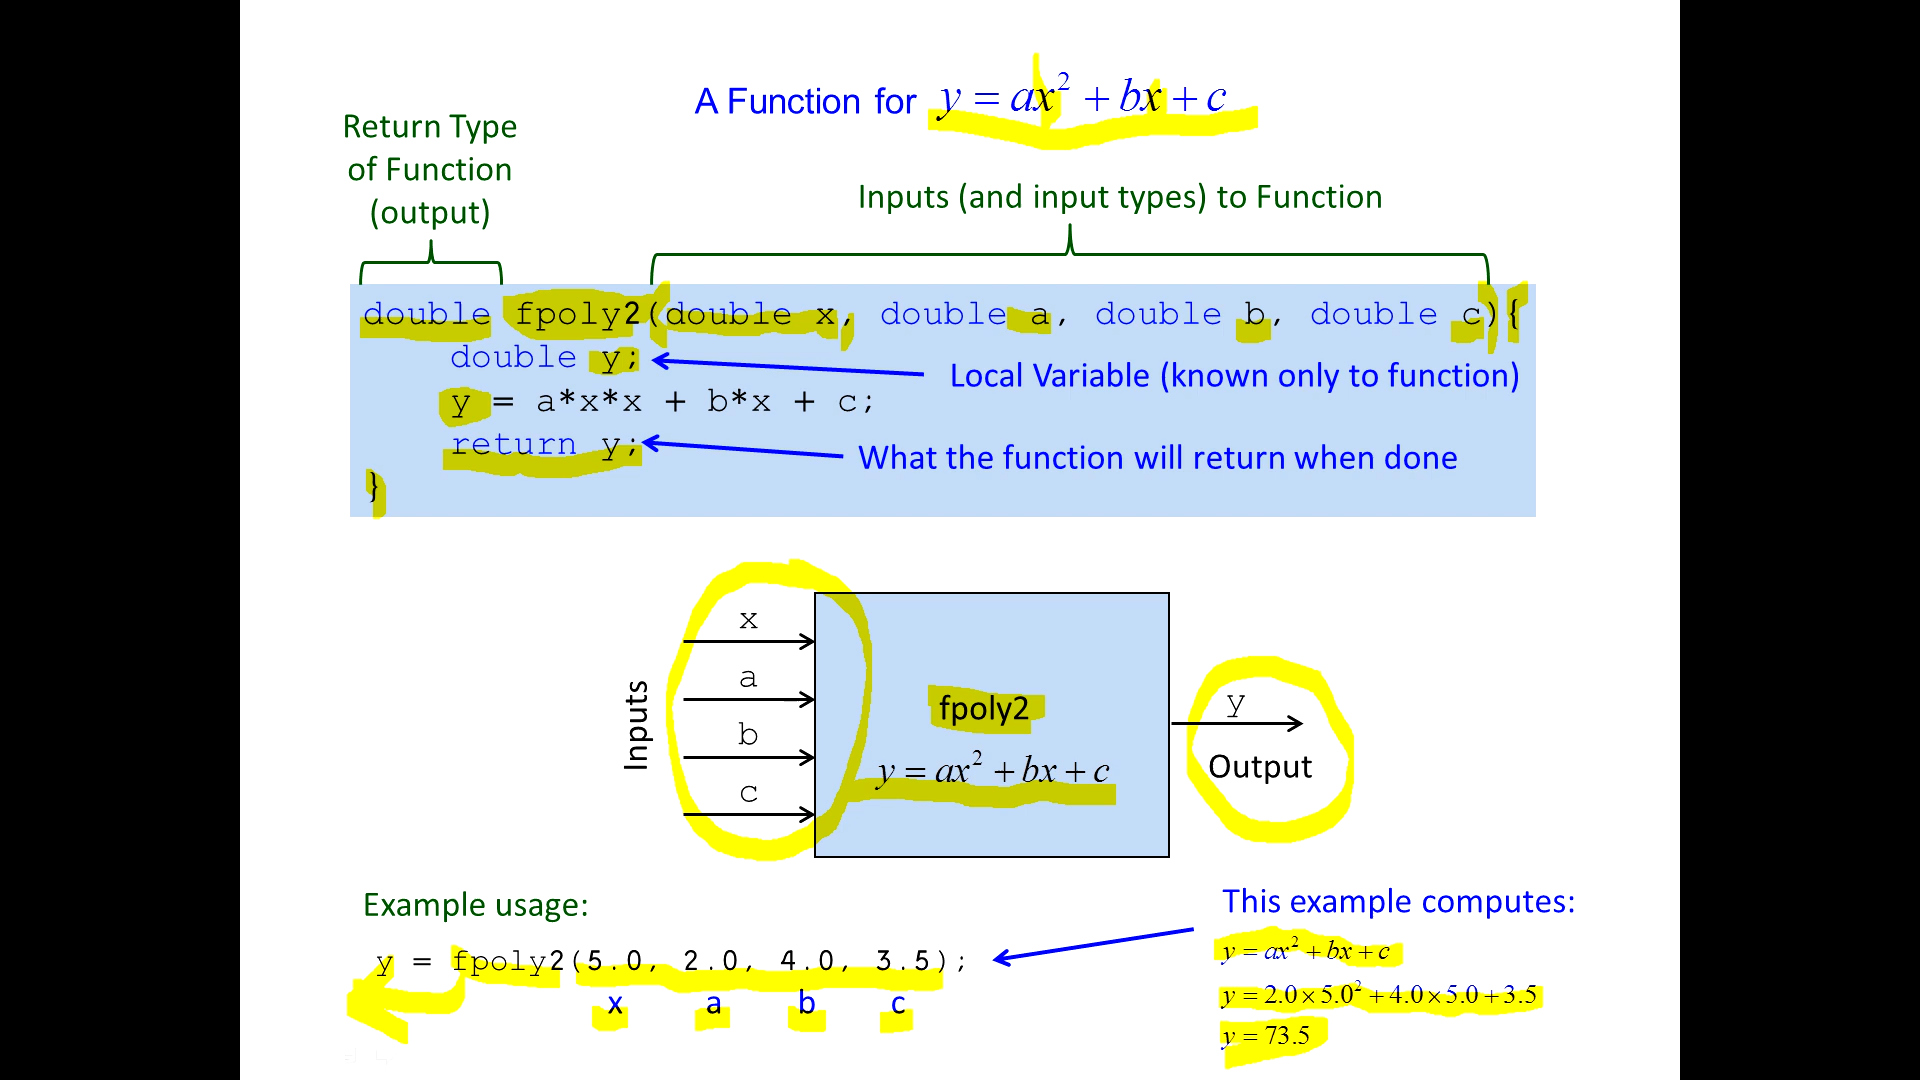 A Function for y = ax² + bx + c
Return Type
of Function
(output)
Inputs (and input types) to Function
double fpoly2(double x, double a, double b, double c){
double y;
Local Variable (known only to function)
y = a*x*x + b*x + c;
return y;
What the function will return when done
}
Inputs
x
a
b
c
fpoly2
y = ax² + bx + c
y
Output
Example usage:
y = fpoly2(5.0, 2.0, 4.0, 3.5);
x a b c
This example computes:
y = ax² + bx + c
y = 2.0 × 5.0² + 4.0 × 5.0 + 3.5
y = 73.5